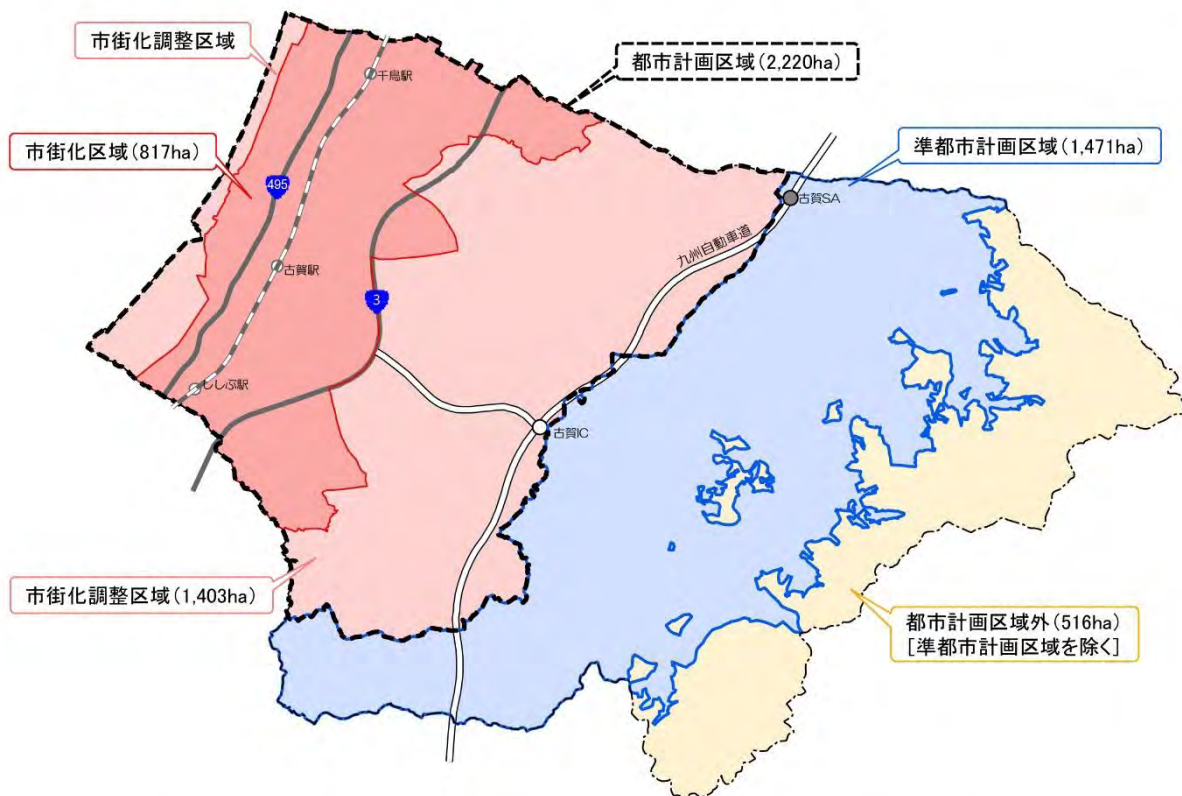 市街化調整区域
都市計画区域(2,220ha)
千鳥駅
市街化区域(817ha)
準都市計画区域(1,471ha)
495
古賀SA
九州自動車道
古賀駅
3
ししぶ駅
古賀IC
市街化調整区域(1,403ha)
都市計画区域外(516ha)
[準都市計画区域を除く]